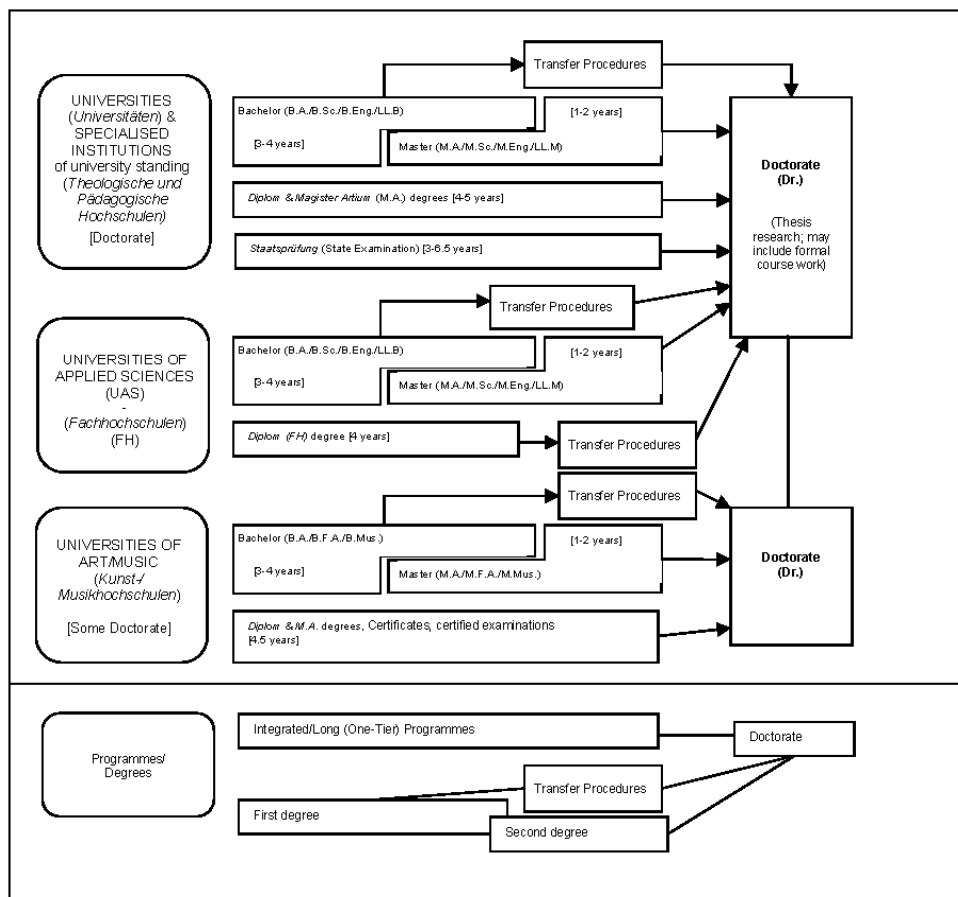 Transfer Procedures
UNIVERSITIES
(Universitäten) &
SPECIALISED
INSTITUTIONS
of university standing
(Theologische und
Pädagogische
Hochschulen)
[Doctorate]
Bachelor (B.A./B.Sc./B.Eng./LL.B)
[1-2 years]
[3-4 years]
Master (M.A./M.Sc./M.Eng./LL.M)
Diplom & Magister Artium (M.A.) degrees [4-5 years]
Staatsprüfung (State Examination) [3-6.5 years]
Doctorate
(Dr.)
(Thesis
research; may
include formal
course work)
Transfer Procedures
UNIVERSITIES OF
APPLIED SCIENCES
(UAS)
-
(Fachhochschulen)
(FH)
Bachelor (B.A./B.Sc./B.Eng./LL.B)
[1-2 years]
[3-4 years]
Master (M.A./M.Sc./M.Eng./LL.M)
Diplom (FH) degree [4 years]
Transfer Procedures
Transfer Procedures
UNIVERSITIES OF
ART/MUSIC
(Kunst-/
Musikhochschulen)
[Some Doctorate]
Bachelor (B.A./B.F.A./B.Mus.)
[1-2 years]
[3-4 years]
Master (M.A./M.F.A./M.Mus.)
Diplom & M.A. degrees, Certificates, certified examinations
[4.5 years]
Doctorate
(Dr.)
Programmes/
Degrees
Integrated/Long (One-Tier) Programmes
Doctorate
Transfer Procedures
First degree
Second degree